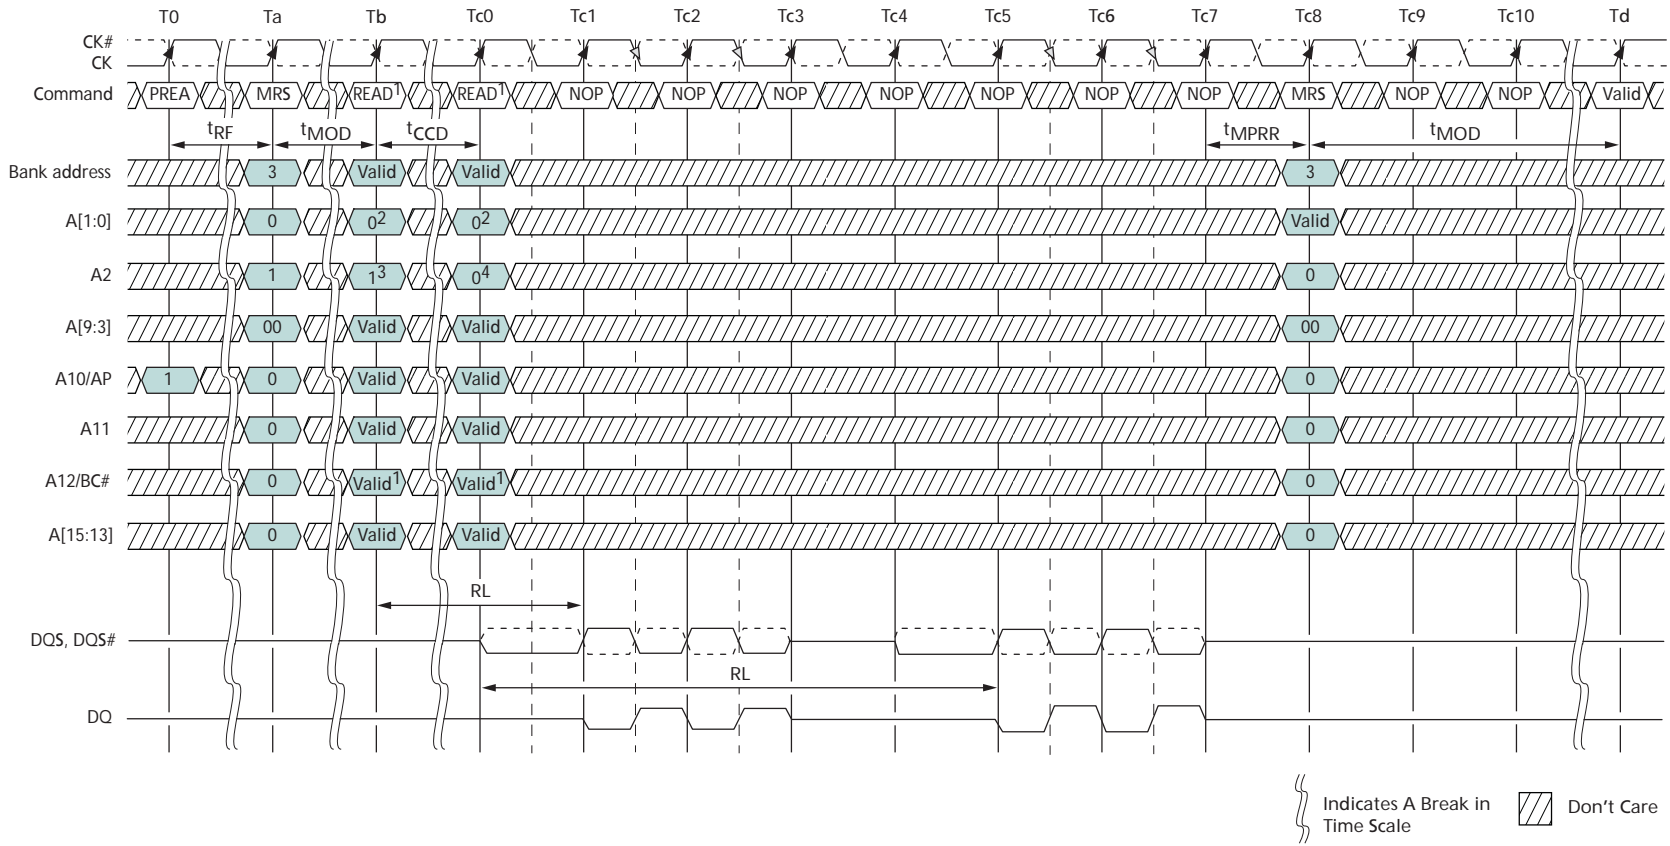 T0 Ta Tb Tc0 Tc1 Tc2 Tc3 Tc4 Tc5 Tc6 Tc7 Tc8 Tc9 Tc10 Td
CK#
CK
Command PREA MRS READ1 READ1 NOP NOP NOP NOP NOP NOP NOP MRS NOP NOP Valid
tRF tMOD tCCD tMPRR tMOD
Bank address 3 Valid Valid 3
A[1:0] 0 02 02 Valid
A2 1 13 04 0
A[9:3] 00 Valid Valid 00
A10/AP 1 0 Valid Valid 0
A11 0 Valid Valid 0
A12/BC# 0 Valid1 Valid1 0
A[15:13] 0 Valid Valid 0
RL
DQS, DQS#
RL
DQ
Indicates A Break in
Time Scale
Don't Care